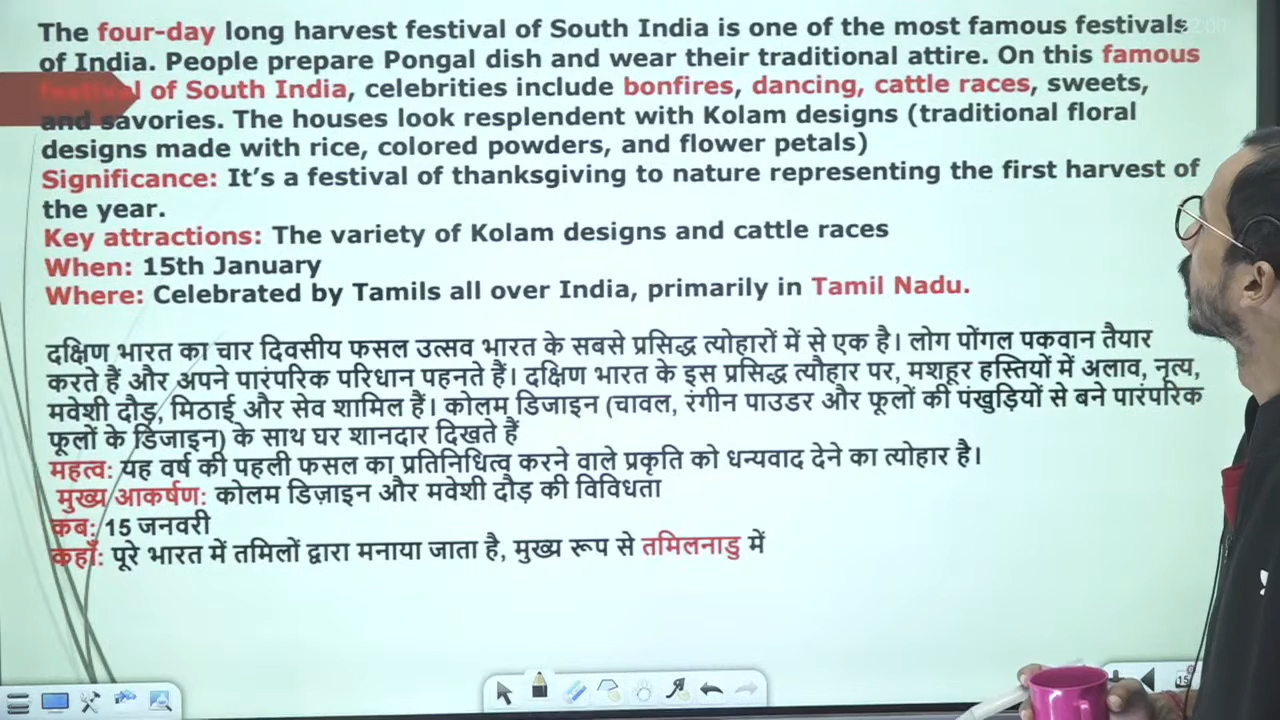 The four-day long harvest festival of South India is one of the most famous festivals
of India. People prepare Pongal dish and wear their traditional attire. On this famous
festival of South India, celebrities include bonfires, dancing, cattle races, sweets,
and savories. The houses look resplendent with Kolam designs (traditional floral
designs made with rice, colored powders, and flower petals)
Significance: It's a festival of thanksgiving to nature representing the first harvest of
the year.
Key attractions: The variety of Kolam designs and cattle races
When: 15th January
Where: Celebrated by Tamils all over India, primarily in Tamil Nadu.
दक्षिण भारत का चार दिवसीय फसल उत्सव भारत के सबसे प्रसिद्ध त्योहारों में से एक है। लोग पोंगल पकवान तैयार
करते हैं और अपने पारंपरिक परिधान पहनते हैं। दक्षिण भारत के इस प्रसिद्ध त्यौहार पर, मशहूर हस्तियों में अलाव, नृत्य,
मवेशी दौड़, मिठाई और सेव शामिल हैं। कोलम डिजाइन (चावल, रंगीन पाउडर और फूलों की पंखुड़ियों से बने पारंपरिक
फूलों के डिजाइन) के साथ घर शानदार दिखते हैं
महत्व: यह वर्ष की पहली फसल का प्रतिनिधित्व करने वाले प्रकृति को धन्यवाद देने का त्योहार है।
मुख्य आकर्षण: कोलम डिज़ाइन और मवेशी दौड़ की विविधता
कब: 15 जनवरी
कहाँ: पूरे भारत में तमिलों द्वारा मनाया जाता है, मुख्य रूप से तमिलनाडु में